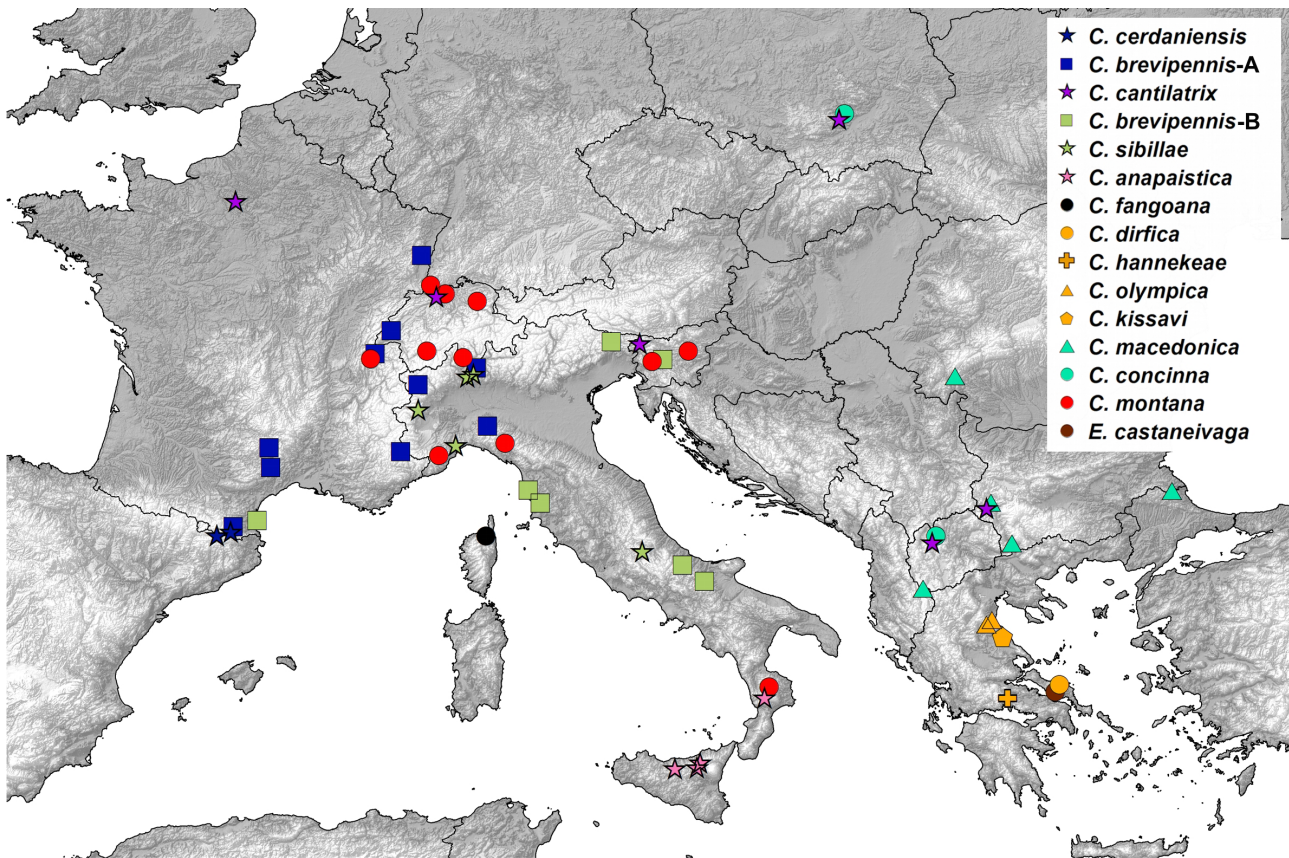 C. cerdaniensis
C. brevipennis-A
C. cantilatrix
C. brevipennis-B
C. sibillae
C. anapaistica
C. fangoana
C. dirfica
C. hannekeae
C. olympica
C. kissavi
C. macedonica
C. concinna
C. montana
E. castaneivaga